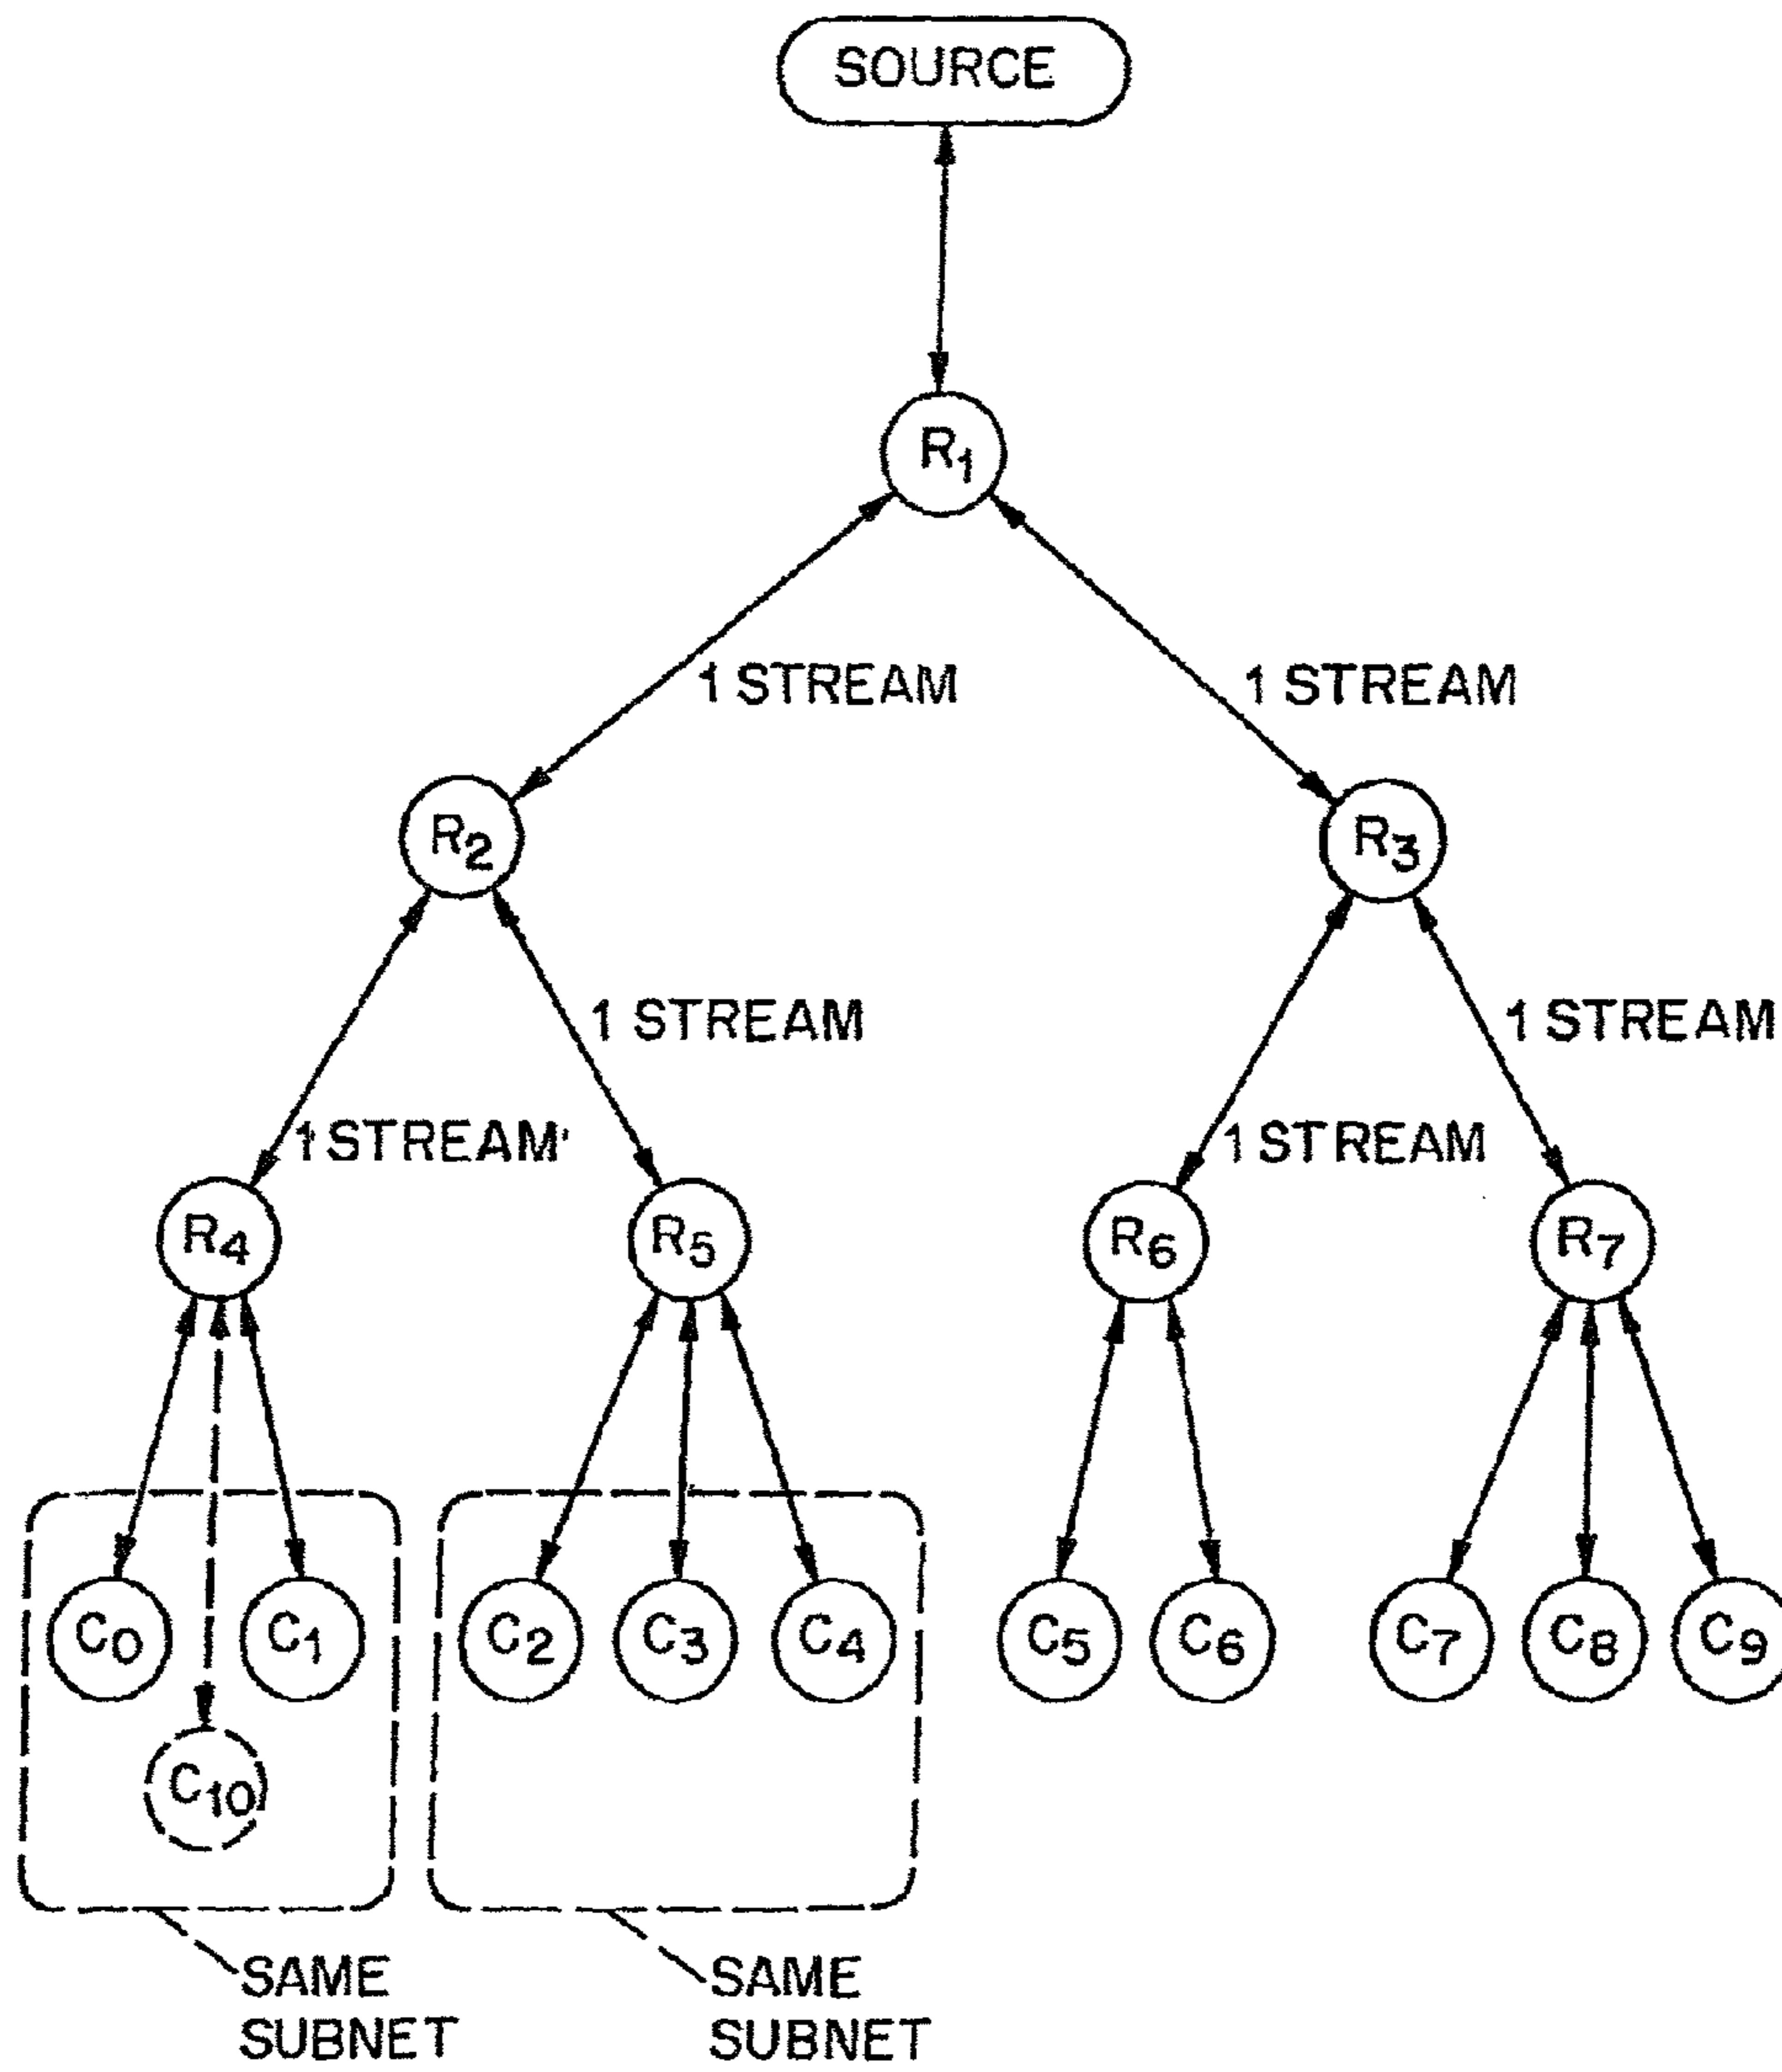 SOURCE
R1
1 STREAM
1 STREAM
R2
R3
1 STREAM
1 STREAM
1 STREAM
1 STREAM
R4
R5
R6
R7
C0
C1
C2
C3
C4
C5
C6
C7
C8
C9
C10
SAME
SUBNET
SAME
SUBNET